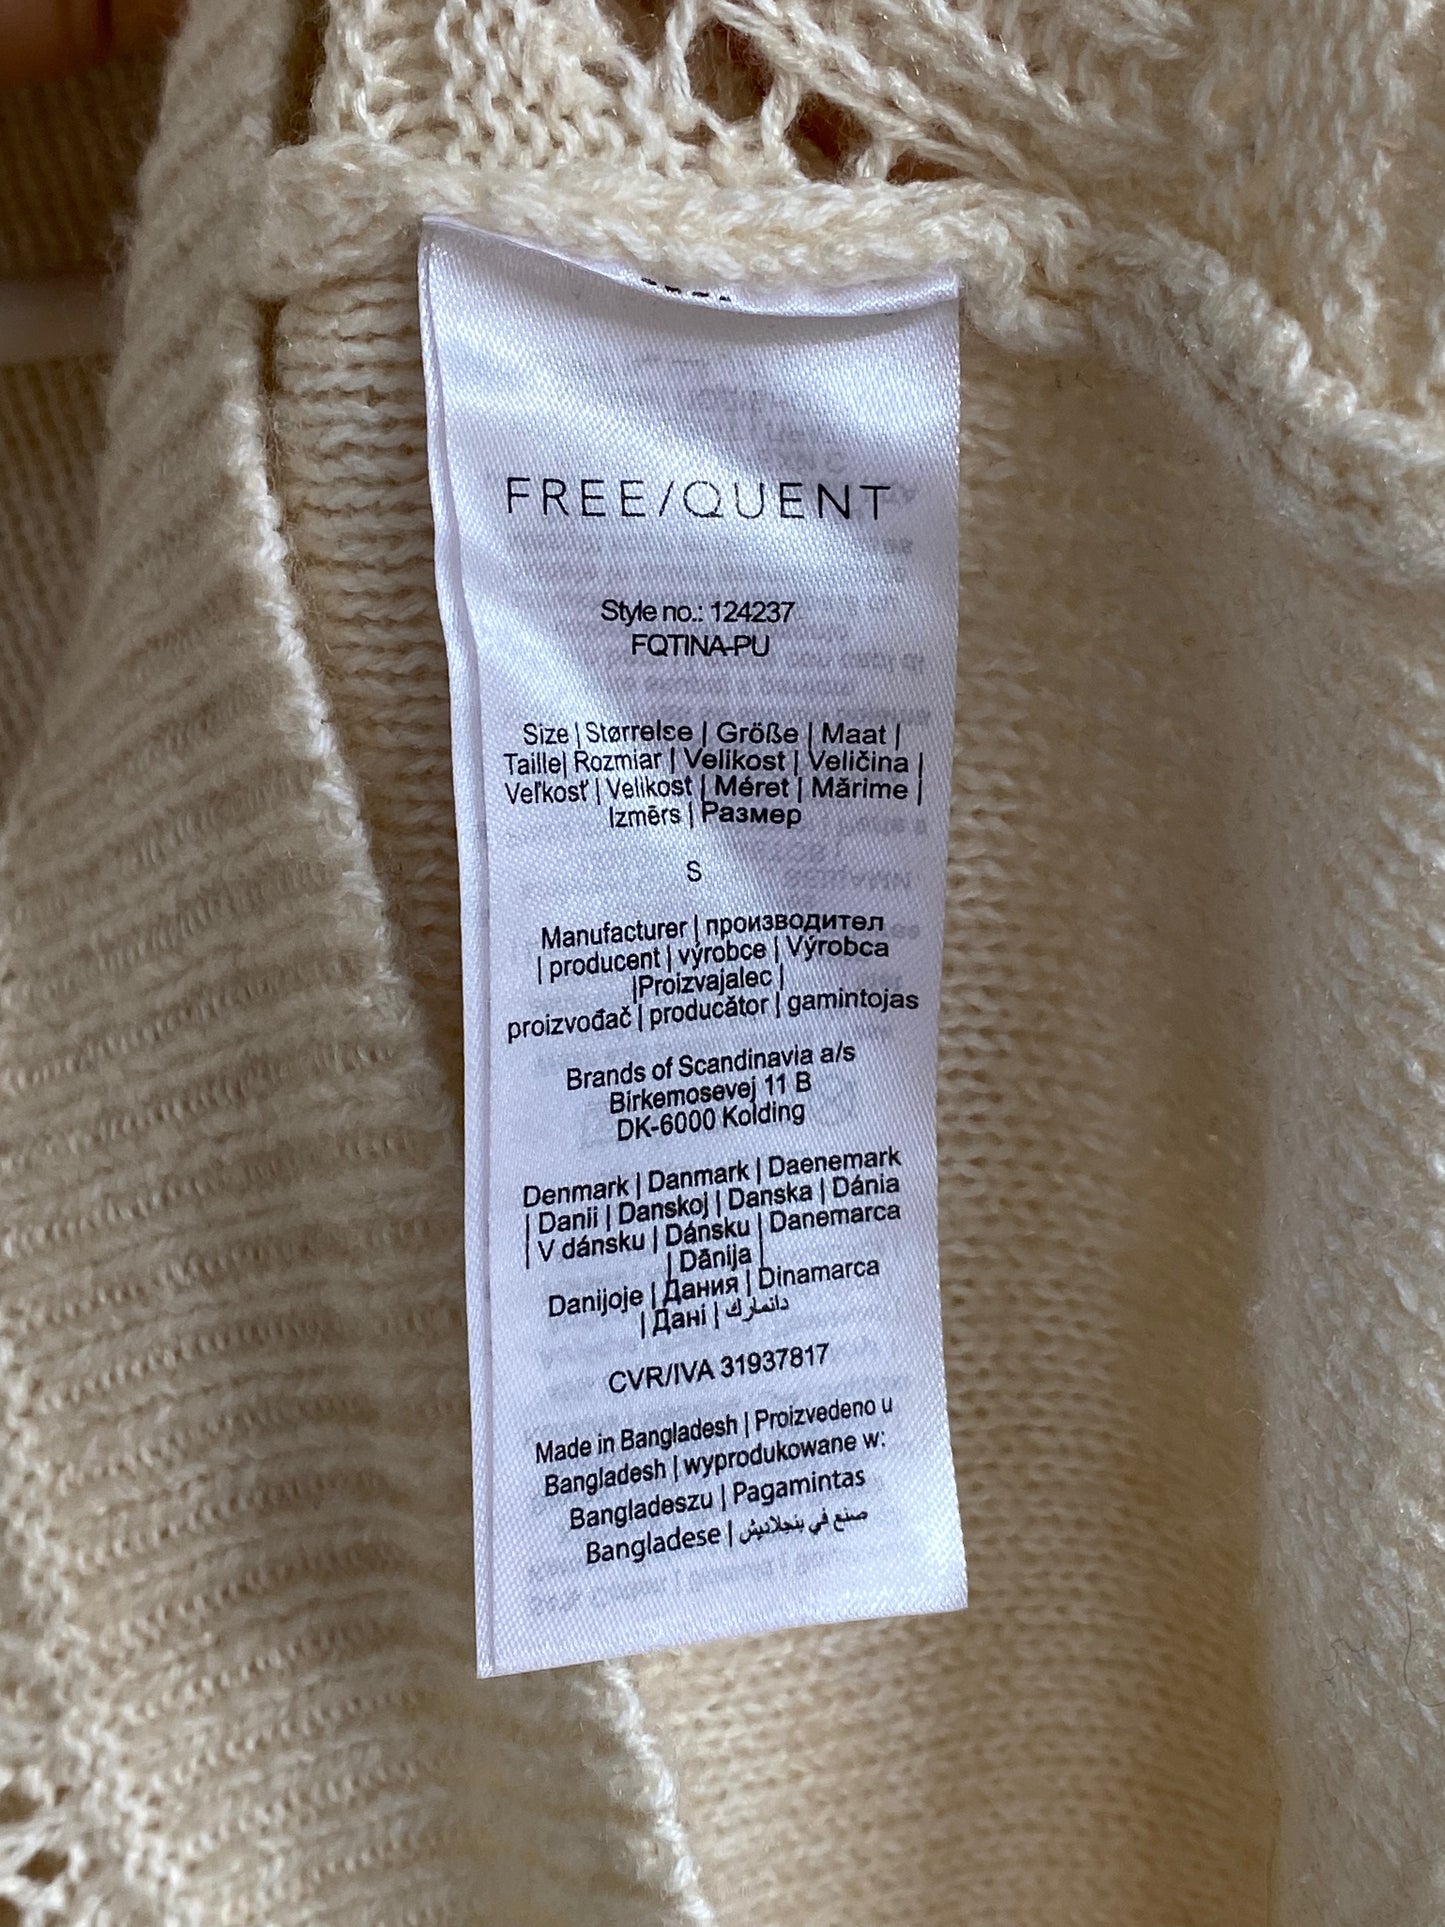 FREE/QUENT
Style no.: 124237
FQTINA-PU
Size | Størrelse | Größe | Maat |
Taille| Rozmiar | Velikost | Veličina |
Veľkosť | Velikost | Méret | Mărime |
Izmērs | Размер
S
Manufacturer | производител
| producent | výrobce | Výrobca
|Proizvajalec |
proizvođač | producător | gamintojas
Brands of Scandinavia a/s
Birkemosevej 11 B
DK-6000 Kolding
Denmark | Danmark | Daenemark
| Danii | Danskoj | Danska | Dánia
| V dánsku | Dánsku | Danemarca
| Dānija |
Danijoje | Дания | Dinamarca
| Дані | دانمارك
CVR/IVA 31937817
Made in Bangladesh | Proizvedeno u
Bangladesh | wyprodukowane w:
Bangladeszu | Pagamintas
Bangladese | صنع في بنجلاديش